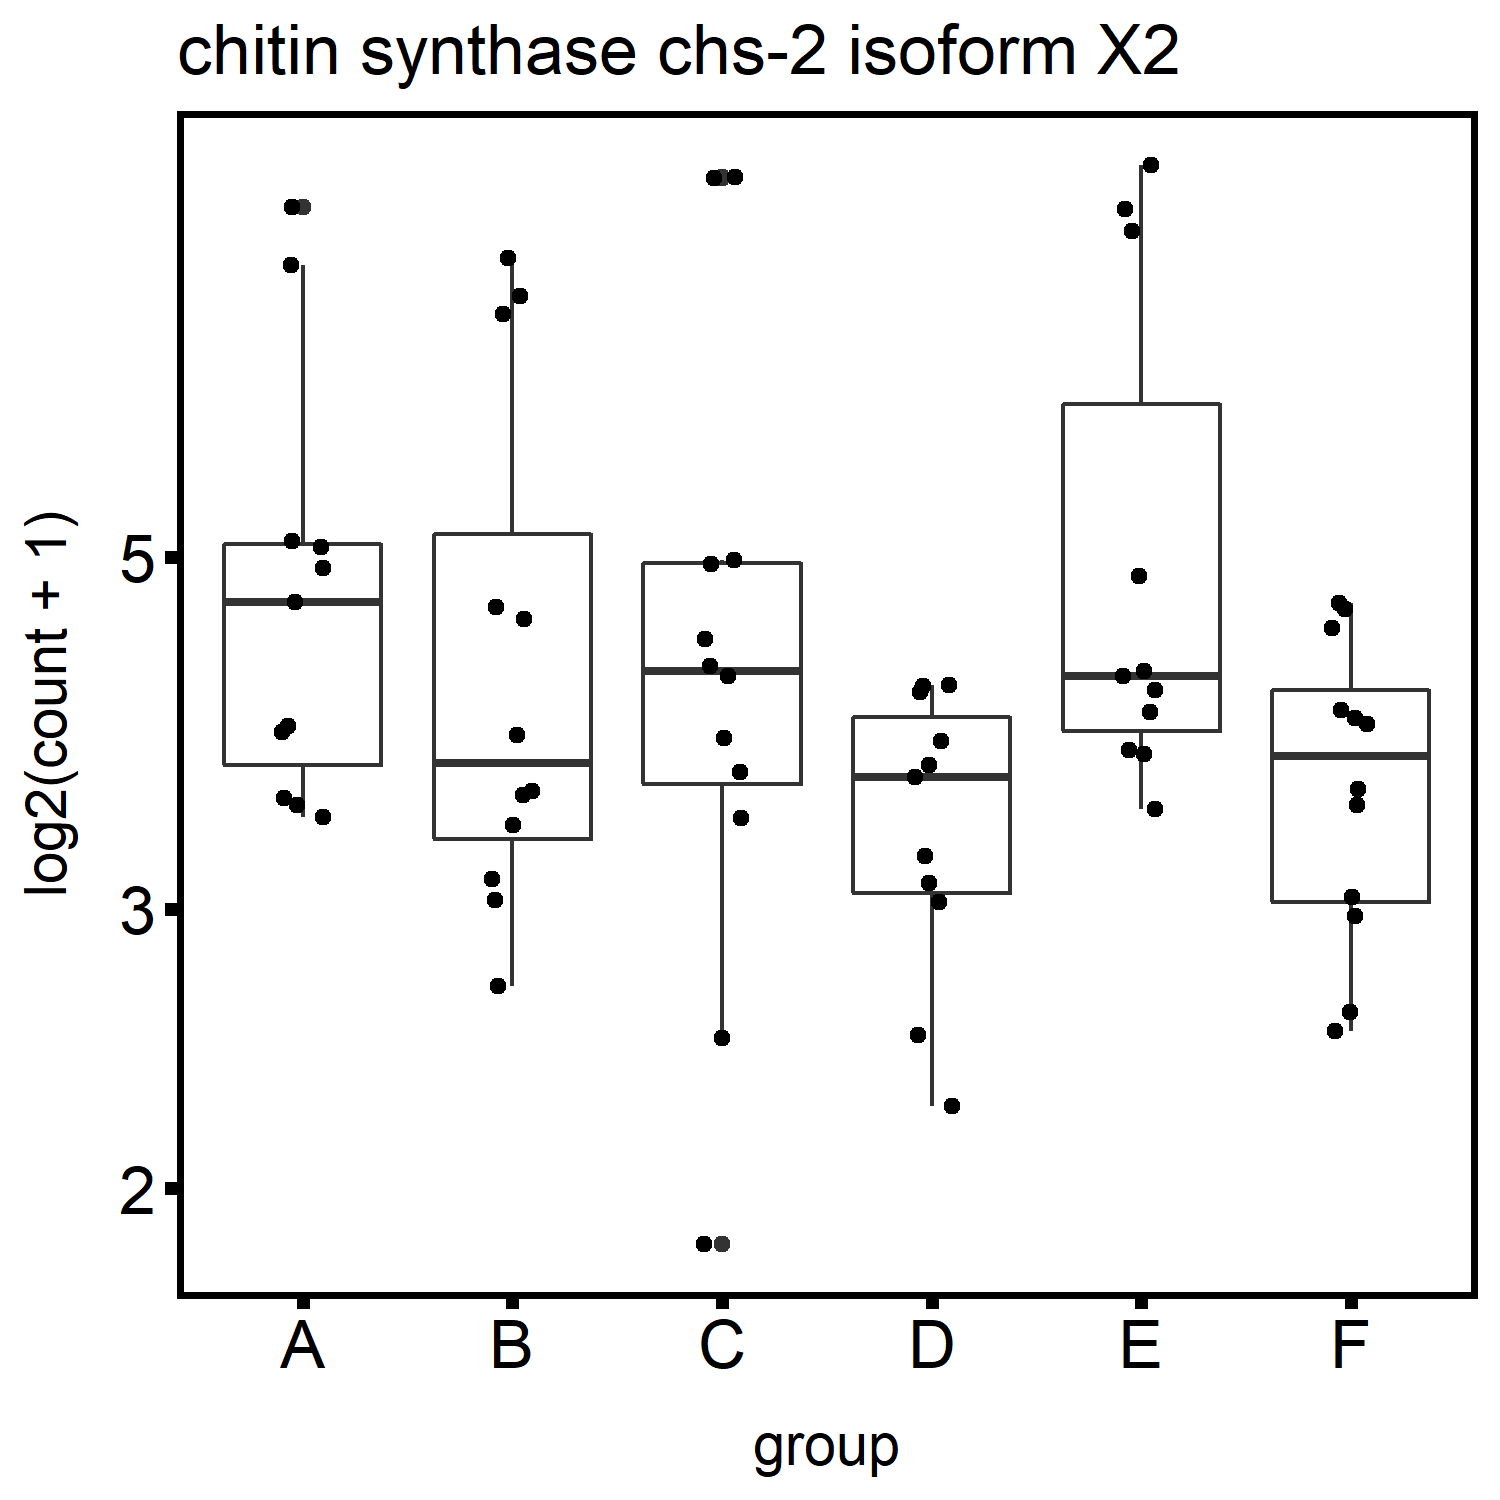 chitin synthase chs-2 isoform X2
log2(count + 1)
5
3
2
A B C D E F
group